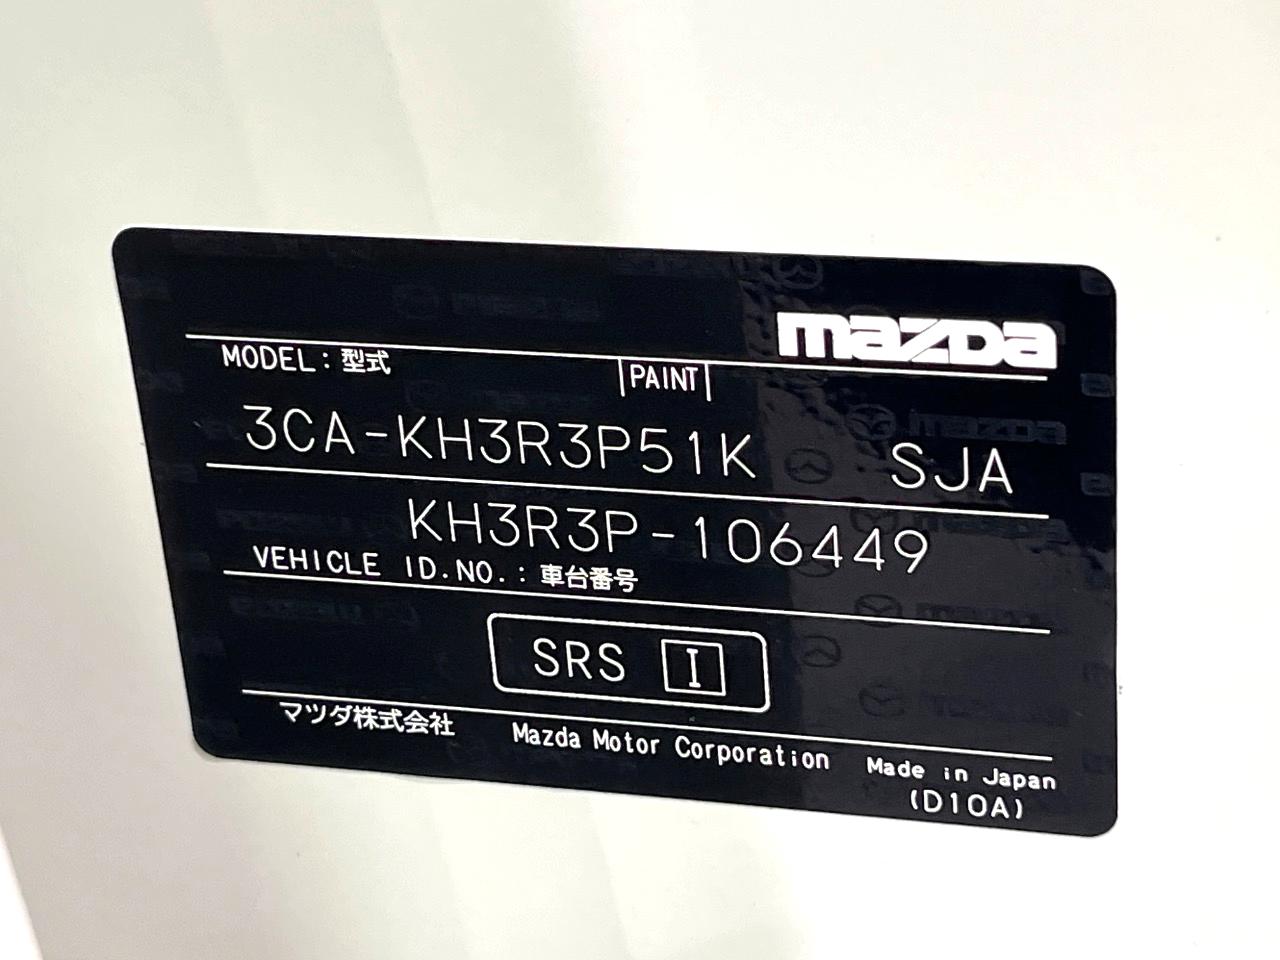 mazda
MODEL:型式 PAINT
3CA-KH3R3P51K SJA
KH3R3P-106449
VEHICLE ID.NO.:車台番号
SRS I
マツダ株式会社 Mazda Motor Corporation Made in Japan
(D10A)